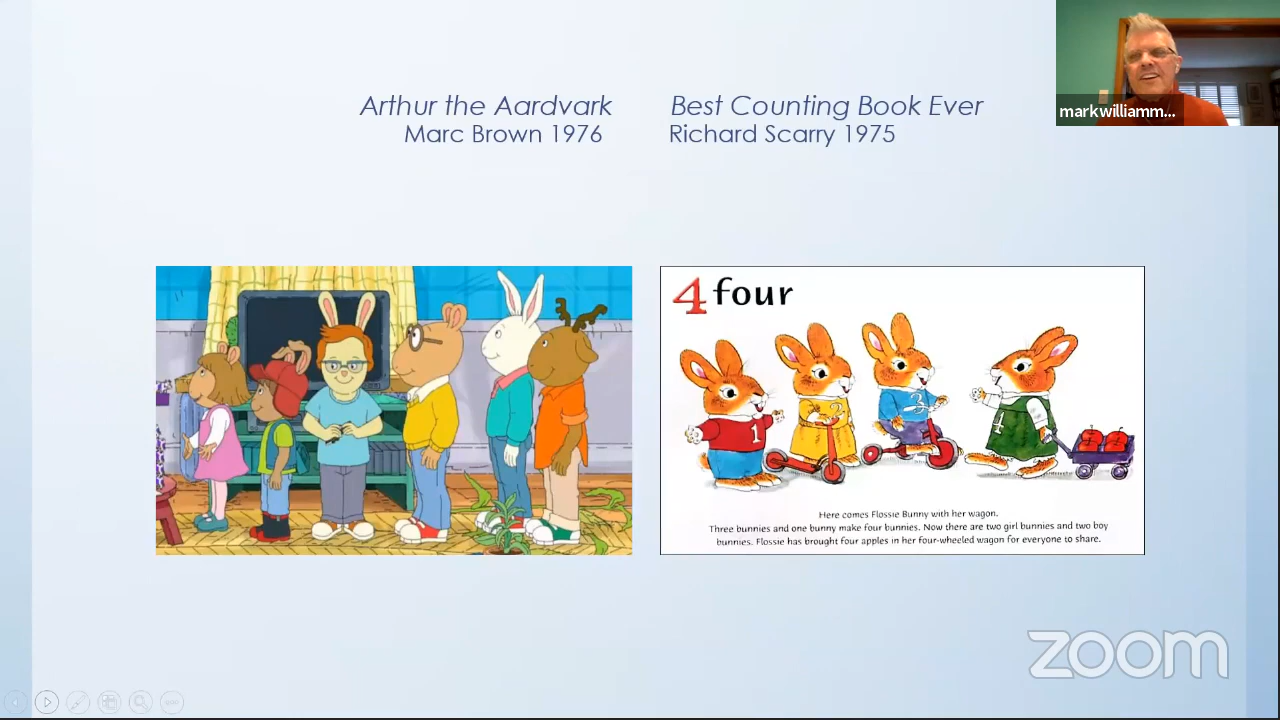 Arthur the Aardvark
Marc Brown 1976
Best Counting Book Ever
Richard Scarry 1975
markwilliamm...
4 four
1
2
3
4
Here comes Flossie Bunny with her wagon.
Three bunnies and one bunny make four bunnies. Now there are two girl bunnies and two boy
bunnies. Flossie has brought four apples in her four-wheeled wagon for everyone to share.
zoom